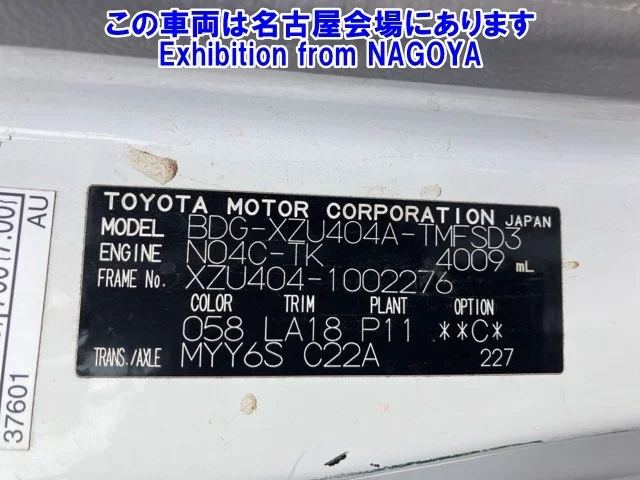 この車両は名古屋会場にあります
Exhibition from NAGOYA
TOYOTA MOTOR CORPORATION JAPAN
MODEL BDG-XZU404A-TMFSD3
ENGINE N04C-TK 4009 mL
FRAME No. XZU404-1002276
COLOR TRIM PLANT OPTION
058 LA18 P11 **C*
TRANS./AXLE MYY6S C22A 227
AU
37601